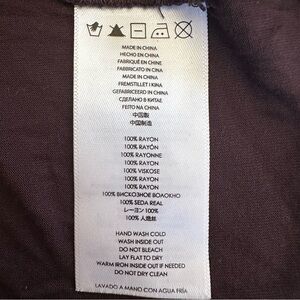 MADE IN CHINA
HECHO EN CHINA
FABRIQUÉ EN CHINE
FABBRICATO IN CINA
MADE IN CHINA
FREMSTILLET I KINA
GEFABRICEERD IN CHINA
СДЕЛАНО В КИТАЕ
FEITO NA CHINA
中国製
中国制造
100% RAYON
100% RAYÓN
100% RAYONNE
100% RAYON
100% VISKOSE
100% RAYON
100% RAYON
100% ВИСКОЗНОЕ ВОЛОКНО
100% SEDA REAL
レーヨン 100%
100% 人造丝
HAND WASH COLD
WASH INSIDE OUT
DO NOT BLEACH
LAY FLAT TO DRY
WARM IRON INSIDE OUT IF NEEDED
DO NOT DRY CLEAN
LAVADO A MANO CON AGUA FRÍA